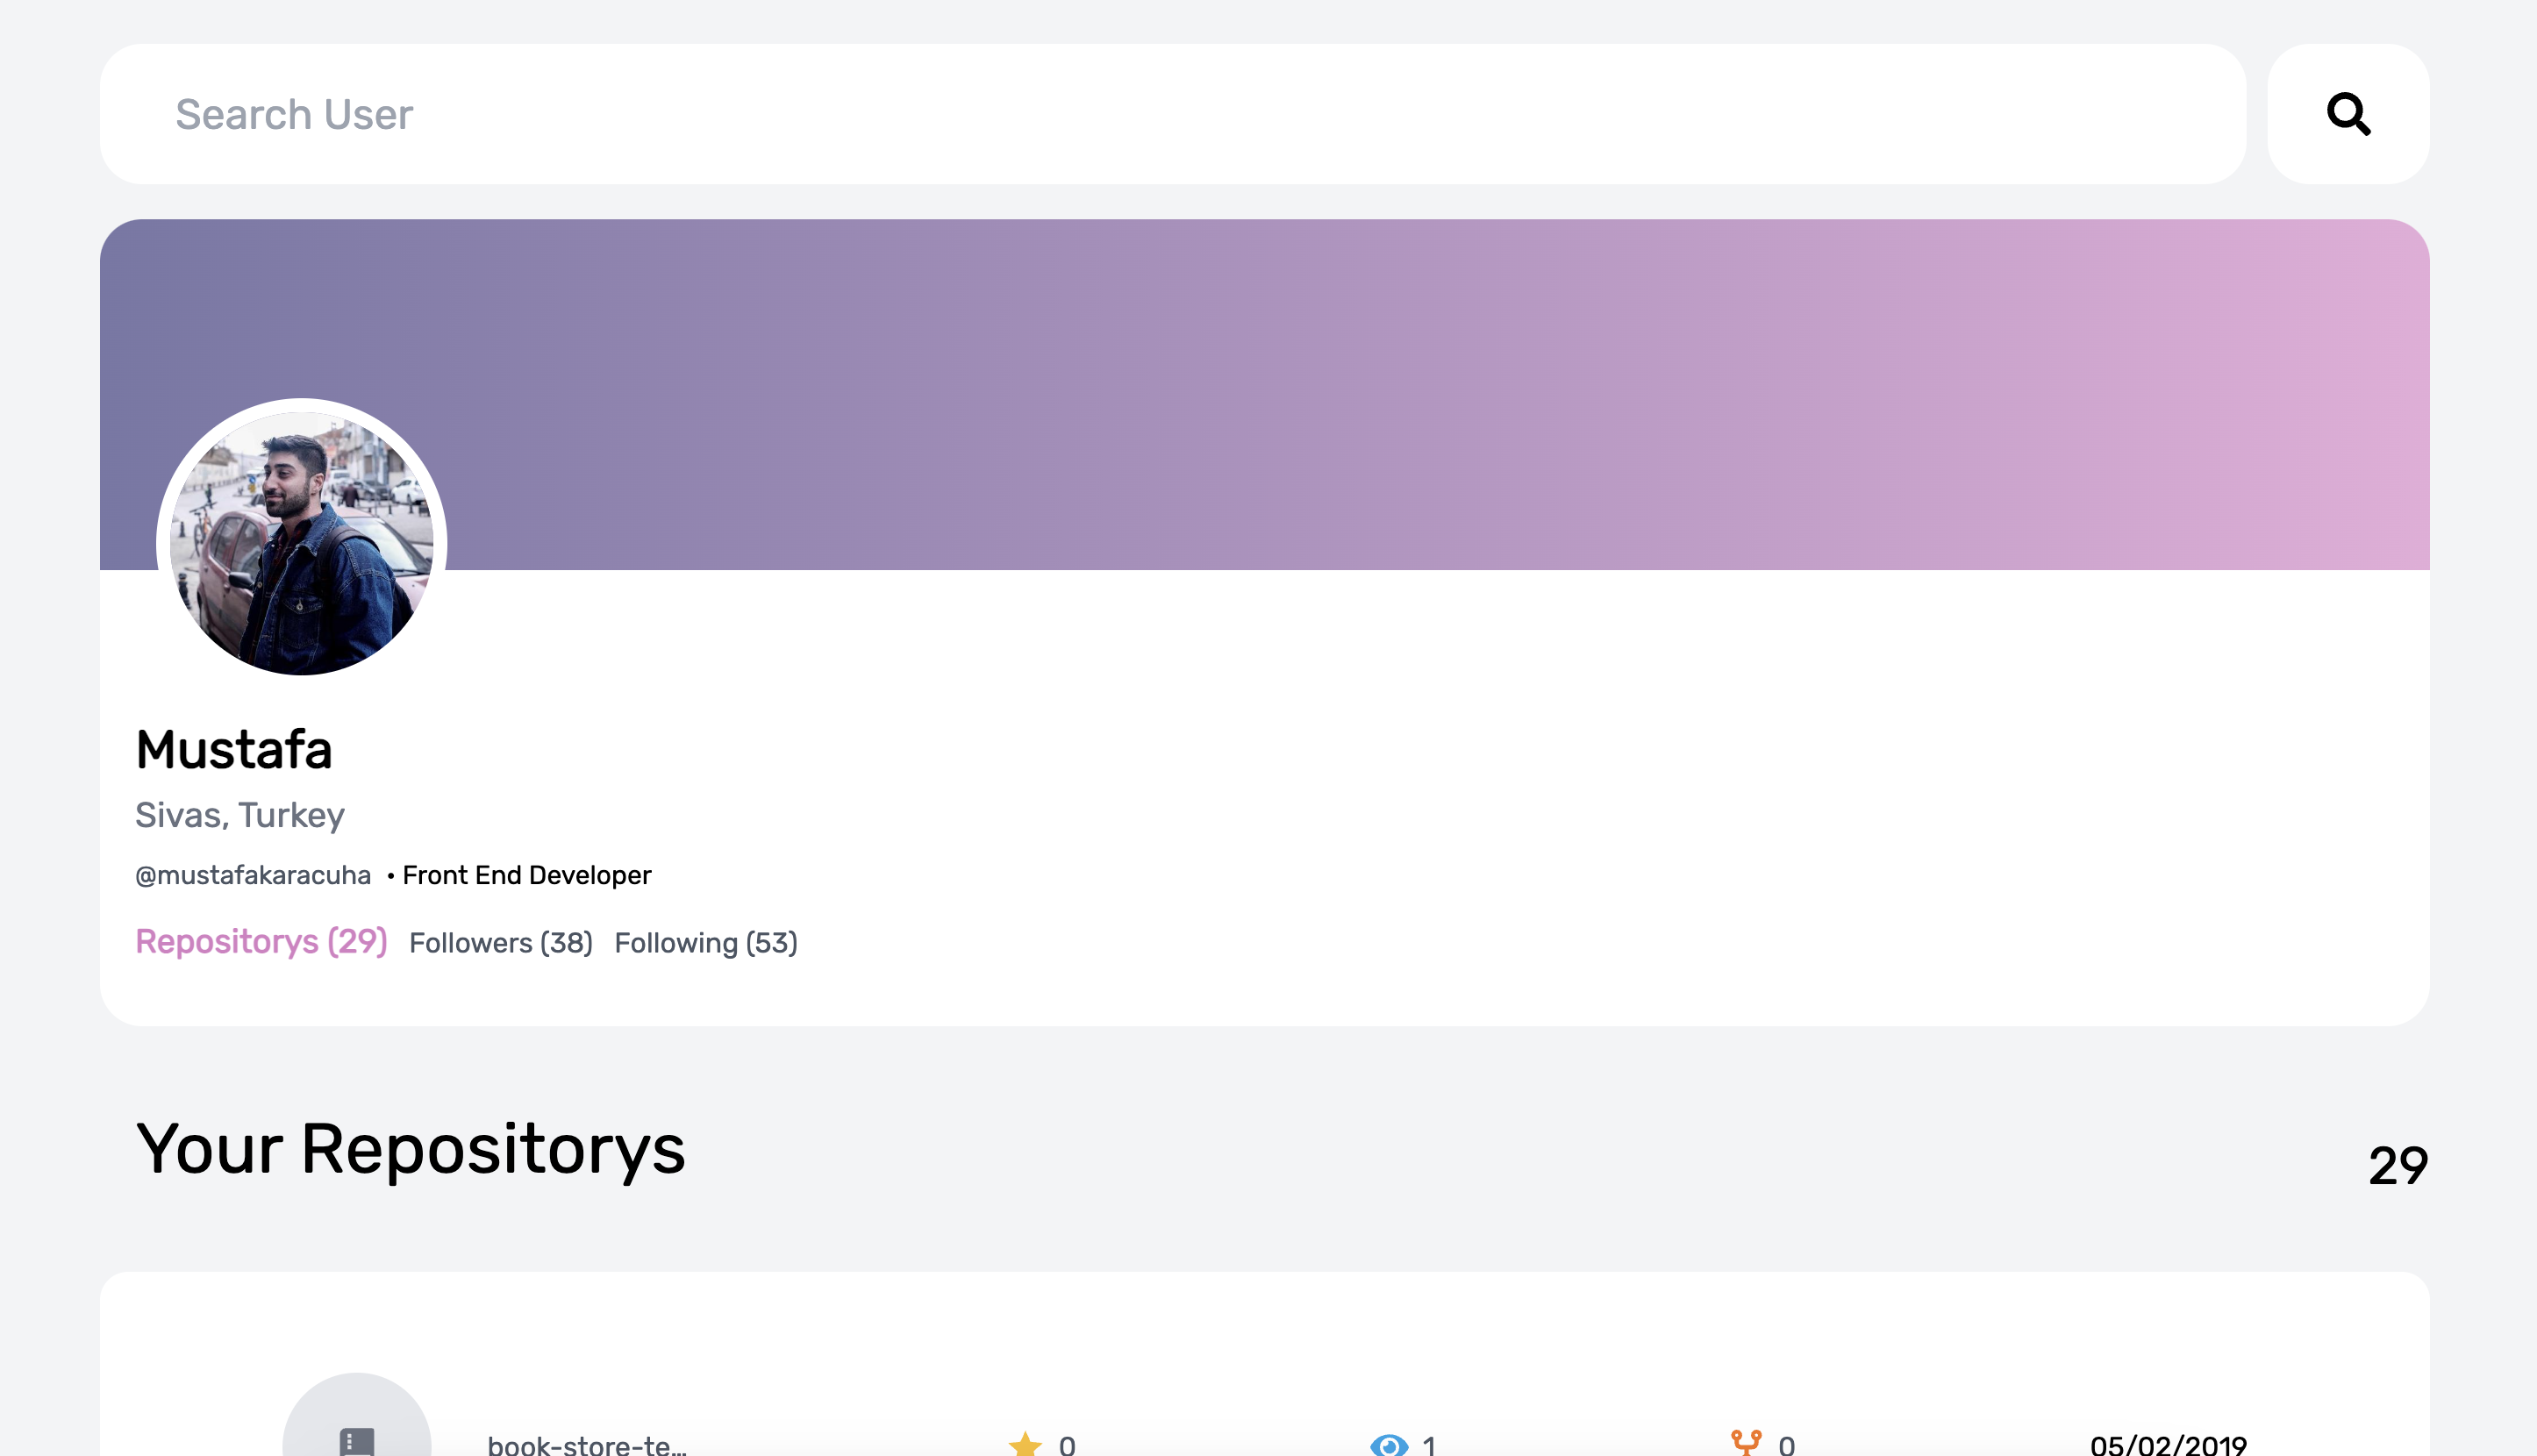 Search User
Mustafa
Sivas, Turkey
@mustafakaracuha • Front End Developer
Repositorys (29) Followers (38) Following (53)
Your Repositorys 29
book-store-te... 0 1 0 05/02/2019